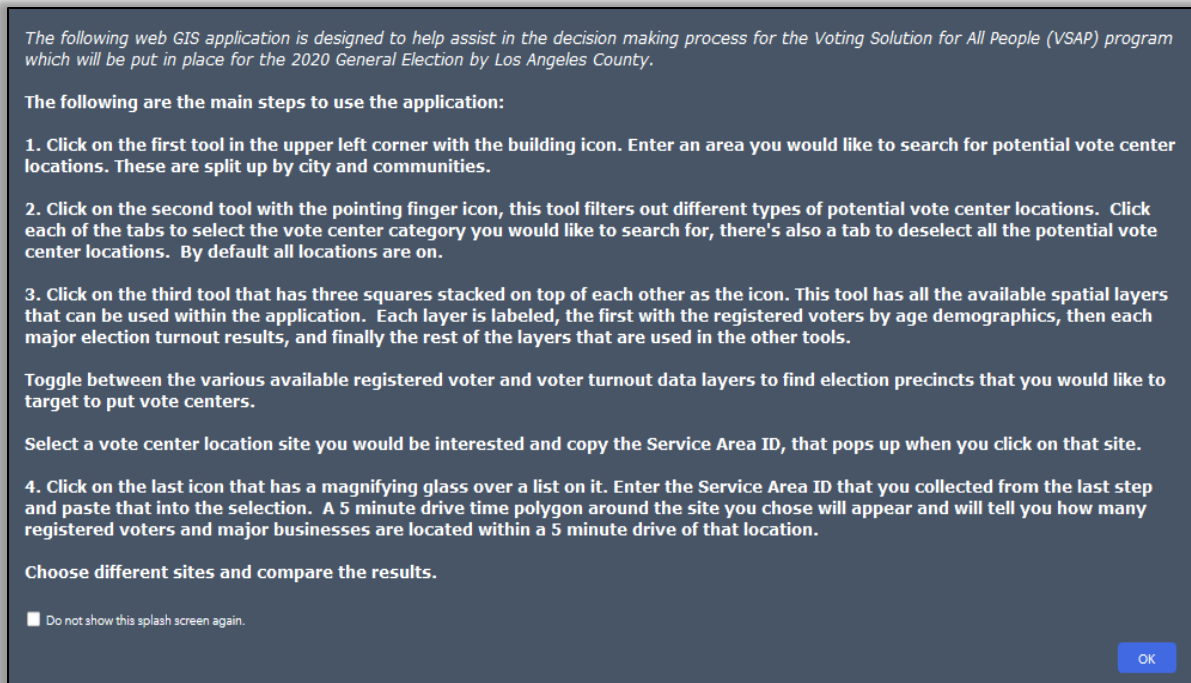 The following web GIS application is designed to help assist in the decision making process for the Voting Solution for All People (VSAP) program
which will be put in place for the 2020 General Election by Los Angeles County.
The following are the main steps to use the application:
1. Click on the first tool in the upper left corner with the building icon. Enter an area you would like to search for potential vote center
locations. These are split up by city and communities.
2. Click on the second tool with the pointing finger icon, this tool filters out different types of potential vote center locations.  Click
each of the tabs to select the vote center category you would like to search for, there's also a tab to deselect all the potential vote
center locations.  By default all locations are on.
3. Click on the third tool that has three squares stacked on top of each other as the icon. This tool has all the available spatial layers
that can be used within the application.  Each layer is labeled, the first with the registered voters by age demographics, then each
major election turnout results, and finally the rest of the layers that are used in the other tools.
Toggle between the various available registered voter and voter turnout data layers to find election precincts that you would like to
target to put vote centers.
Select a vote center location site you would be interested and copy the Service Area ID, that pops up when you click on that site.
4. Click on the last icon that has a magnifying glass over a list on it. Enter the Service Area ID that you collected from the last step
and paste that into the selection.  A 5 minute drive time polygon around the site you chose will appear and will tell you how many
registered voters and major businesses are located within a 5 minute drive of that location.
Choose different sites and compare the results.
Do not show this splash screen again.
OK